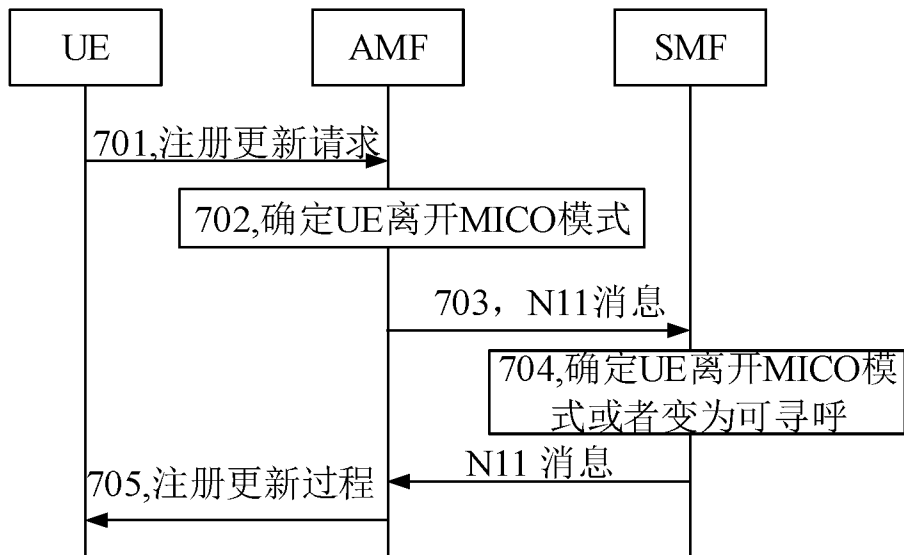 UE
AMF
SMF
701,注册更新请求
702,确定UE离开MICO模式
703，N11消息
704,确定UE离开MICO模
式或者变为可寻呼
N11 消息
705,注册更新过程